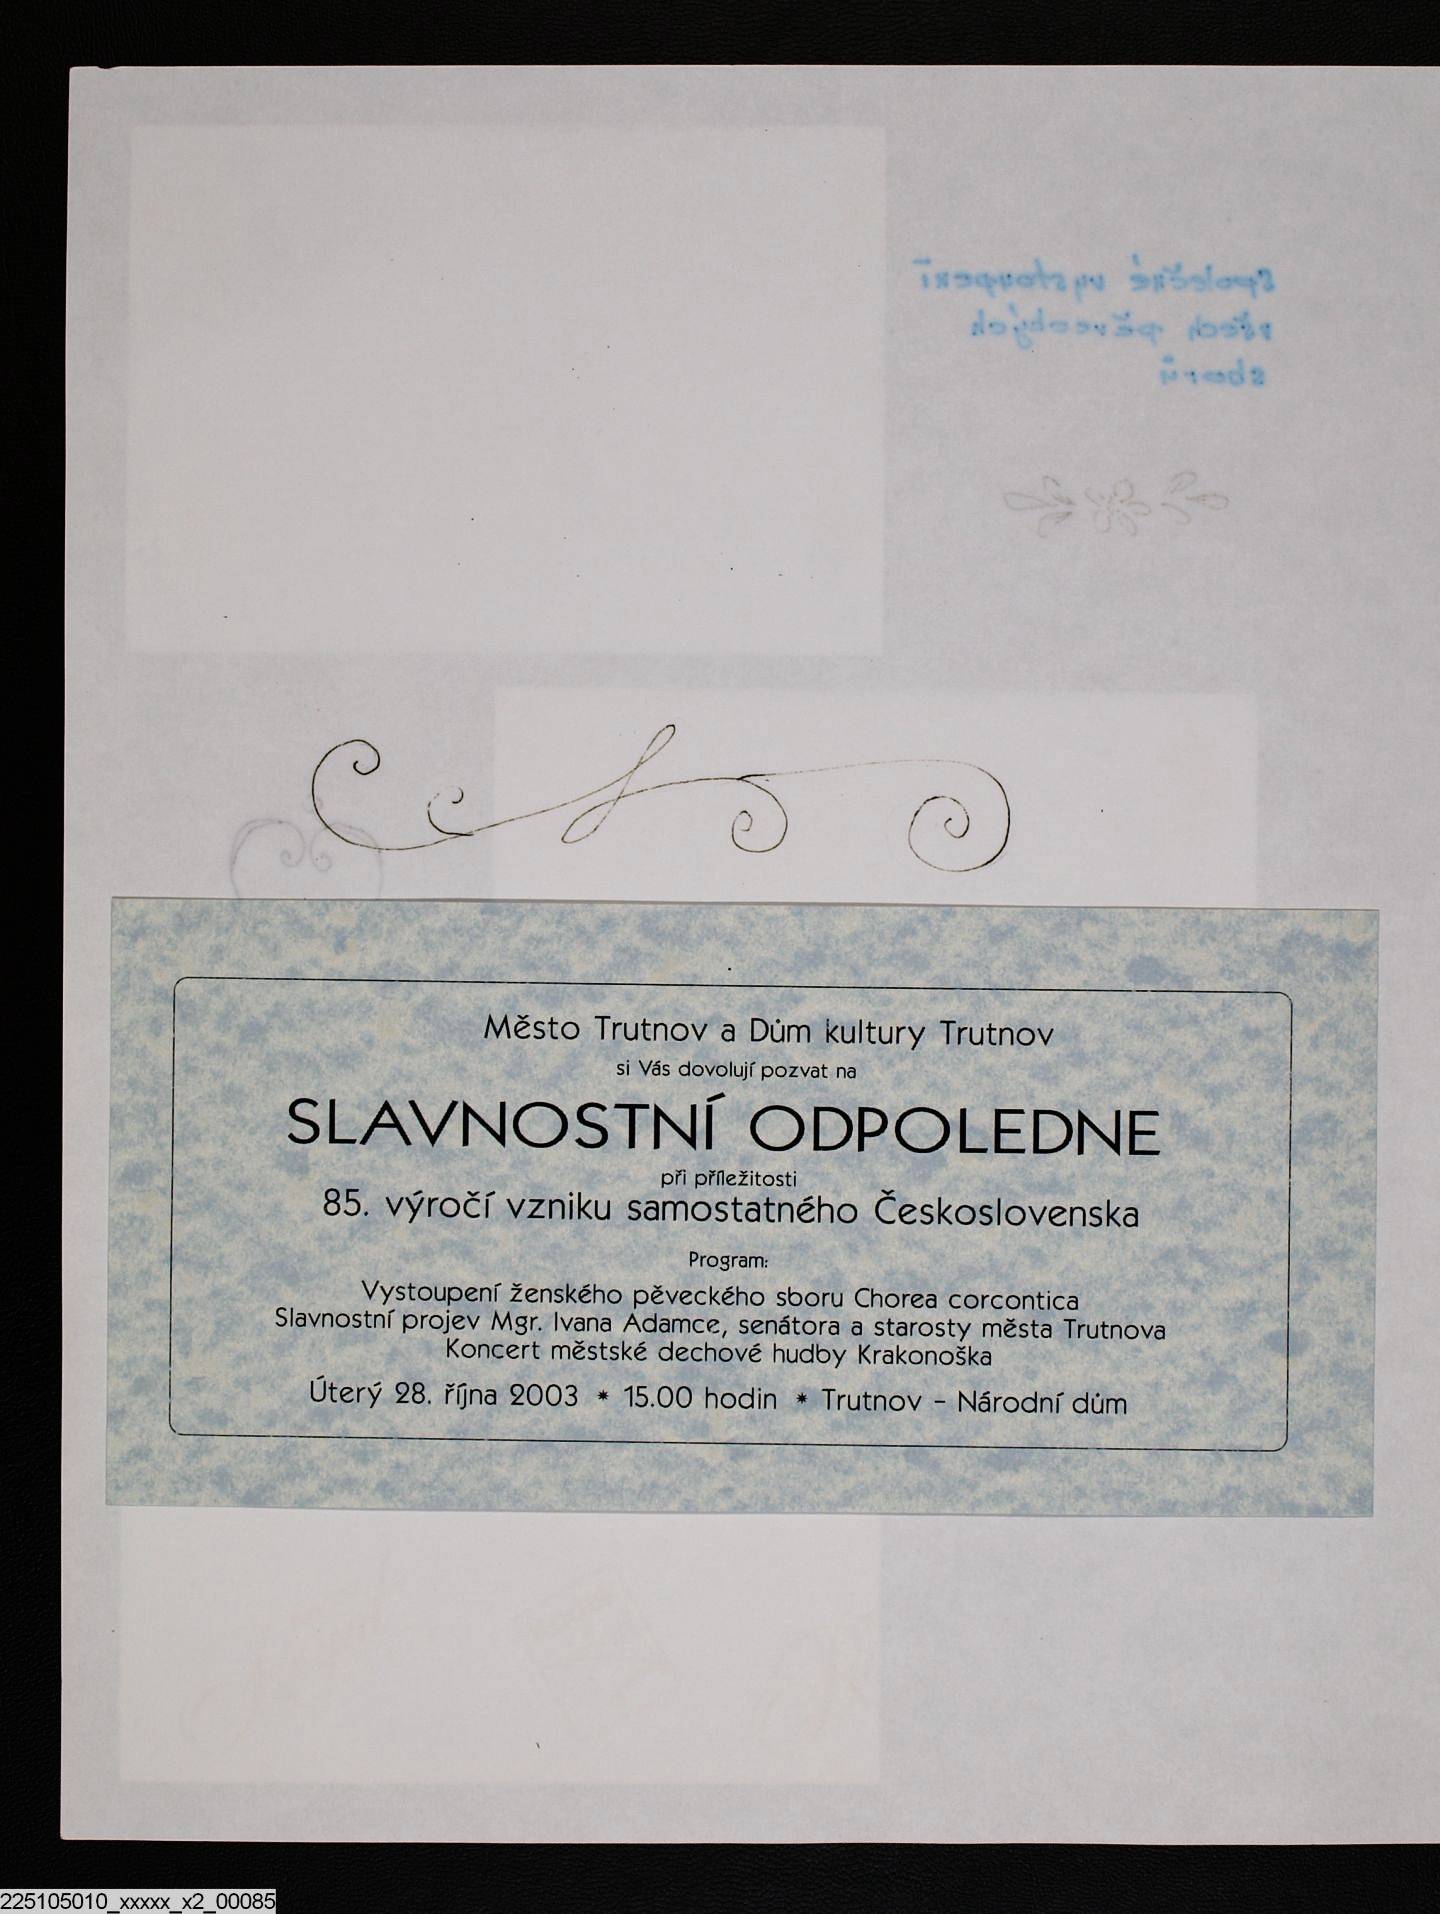 Společné vystoupení
všech pěveckých
sborů
Město Trutnov a Dům kultury Trutnov
si Vás dovolují pozvat na
SLAVNOSTNÍ ODPOLEDNE
při příležitosti
85. výročí vzniku samostatného Československa
Program:
Vystoupení ženského pěveckého sboru Chorea corcontica
Slavnostní projev Mgr. Ivana Adamce, senátora a starosty města Trutnova
Koncert městské dechové hudby Krakonoška
Úterý 28. října 2003 * 15.00 hodin * Trutnov - Národní dům
225105010_xxxxx_x2_00085